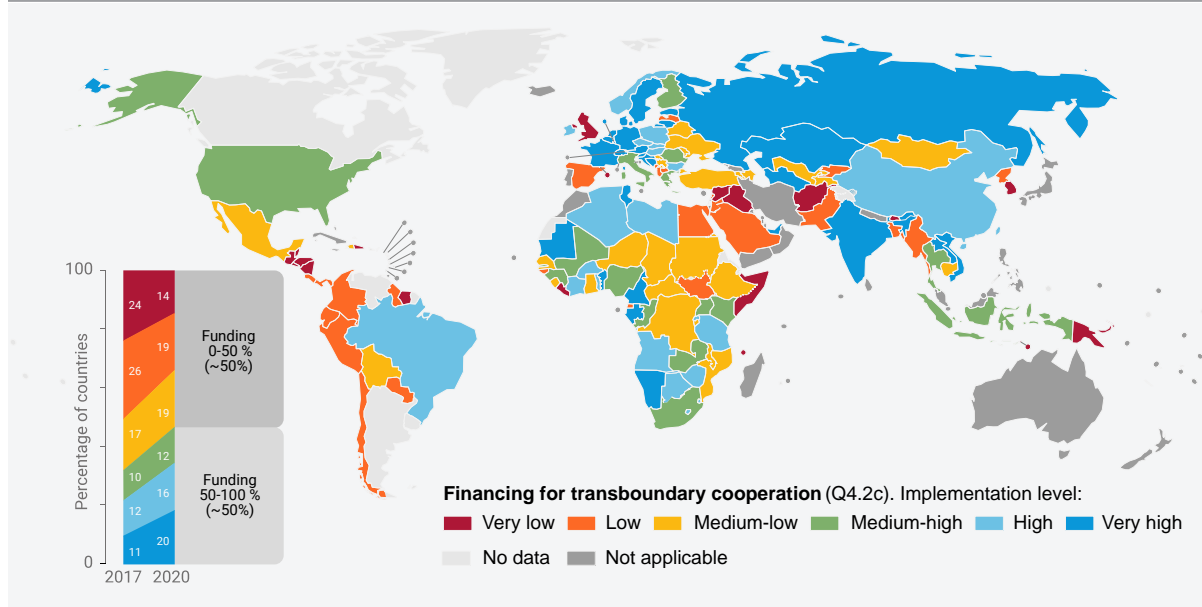 100
Percentage of countries
0
24
14
19
26
19
17
12
10
16
12
20
11
2017
2020
Funding
0-50 %
(~50%)
Funding
50-100 %
(~50%)
Financing for transboundary cooperation (Q4.2c). Implementation level:
Very low
Low
Medium-low
Medium-high
High
Very high
No data
Not applicable